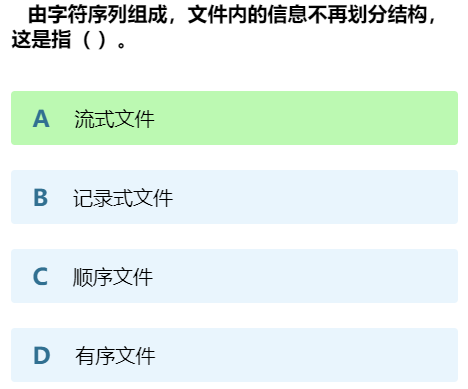 由字符序列组成，文件内的信息不再划分结构，
这是指（ ）。
A 流式文件
B 记录式文件
C 顺序文件
D 有序文件